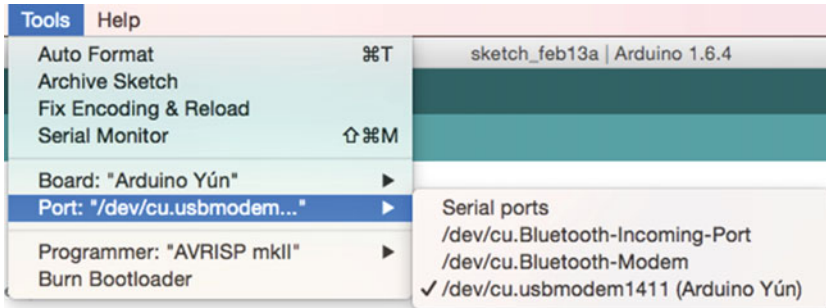 Tools Help
sketch_feb13a | Arduino 1.6.4
Auto Format ⌘T
Archive Sketch
Fix Encoding & Reload
Serial Monitor ⇧⌘M
Board: "Arduino Yún" ▶
Port: "/dev/cu.usbmodem..." ▶
Programmer: "AVRISP mkII" ▶
Burn Bootloader
Serial ports
/dev/cu.Bluetooth-Incoming-Port
/dev/cu.Bluetooth-Modem
✓ /dev/cu.usbmodem1411 (Arduino Yún)